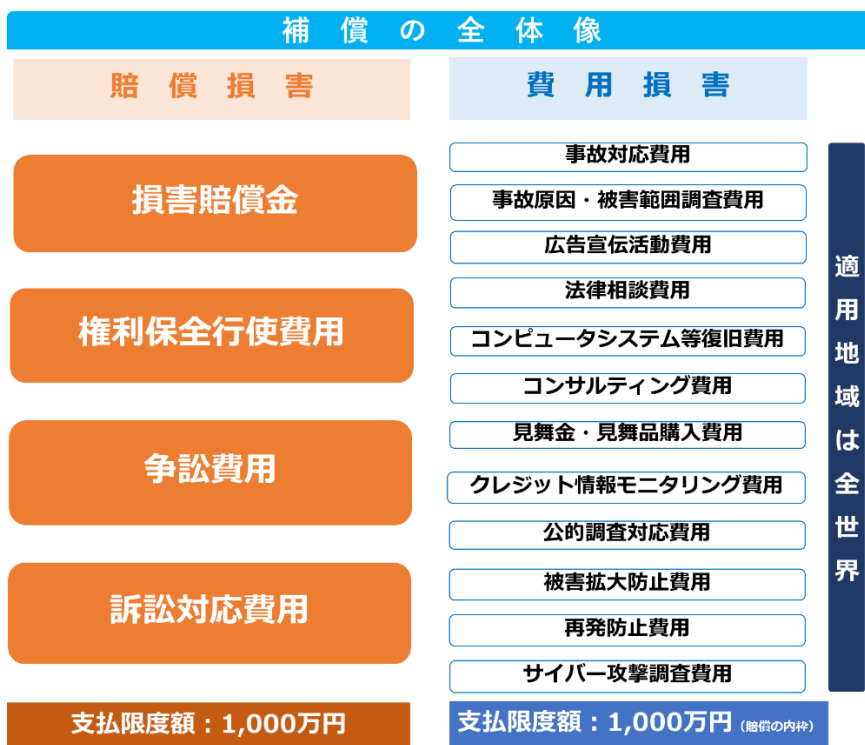 補償の全体像
賠償損害
損害賠償金
権利保全行使費用
争訟費用
訴訟対応費用
支払限度額：1,000万円
費用損害
事故対応費用
事故原因・被害範囲調査費用
広告宣伝活動費用
法律相談費用
コンピュータシステム等復旧費用
コンサルティング費用
見舞金・見舞品購入費用
クレジット情報モニタリング費用
公的調査対応費用
被害拡大防止費用
再発防止費用
サイバー攻撃調査費用
支払限度額：1,000万円（賠償の内枠）
適用地域は全世界